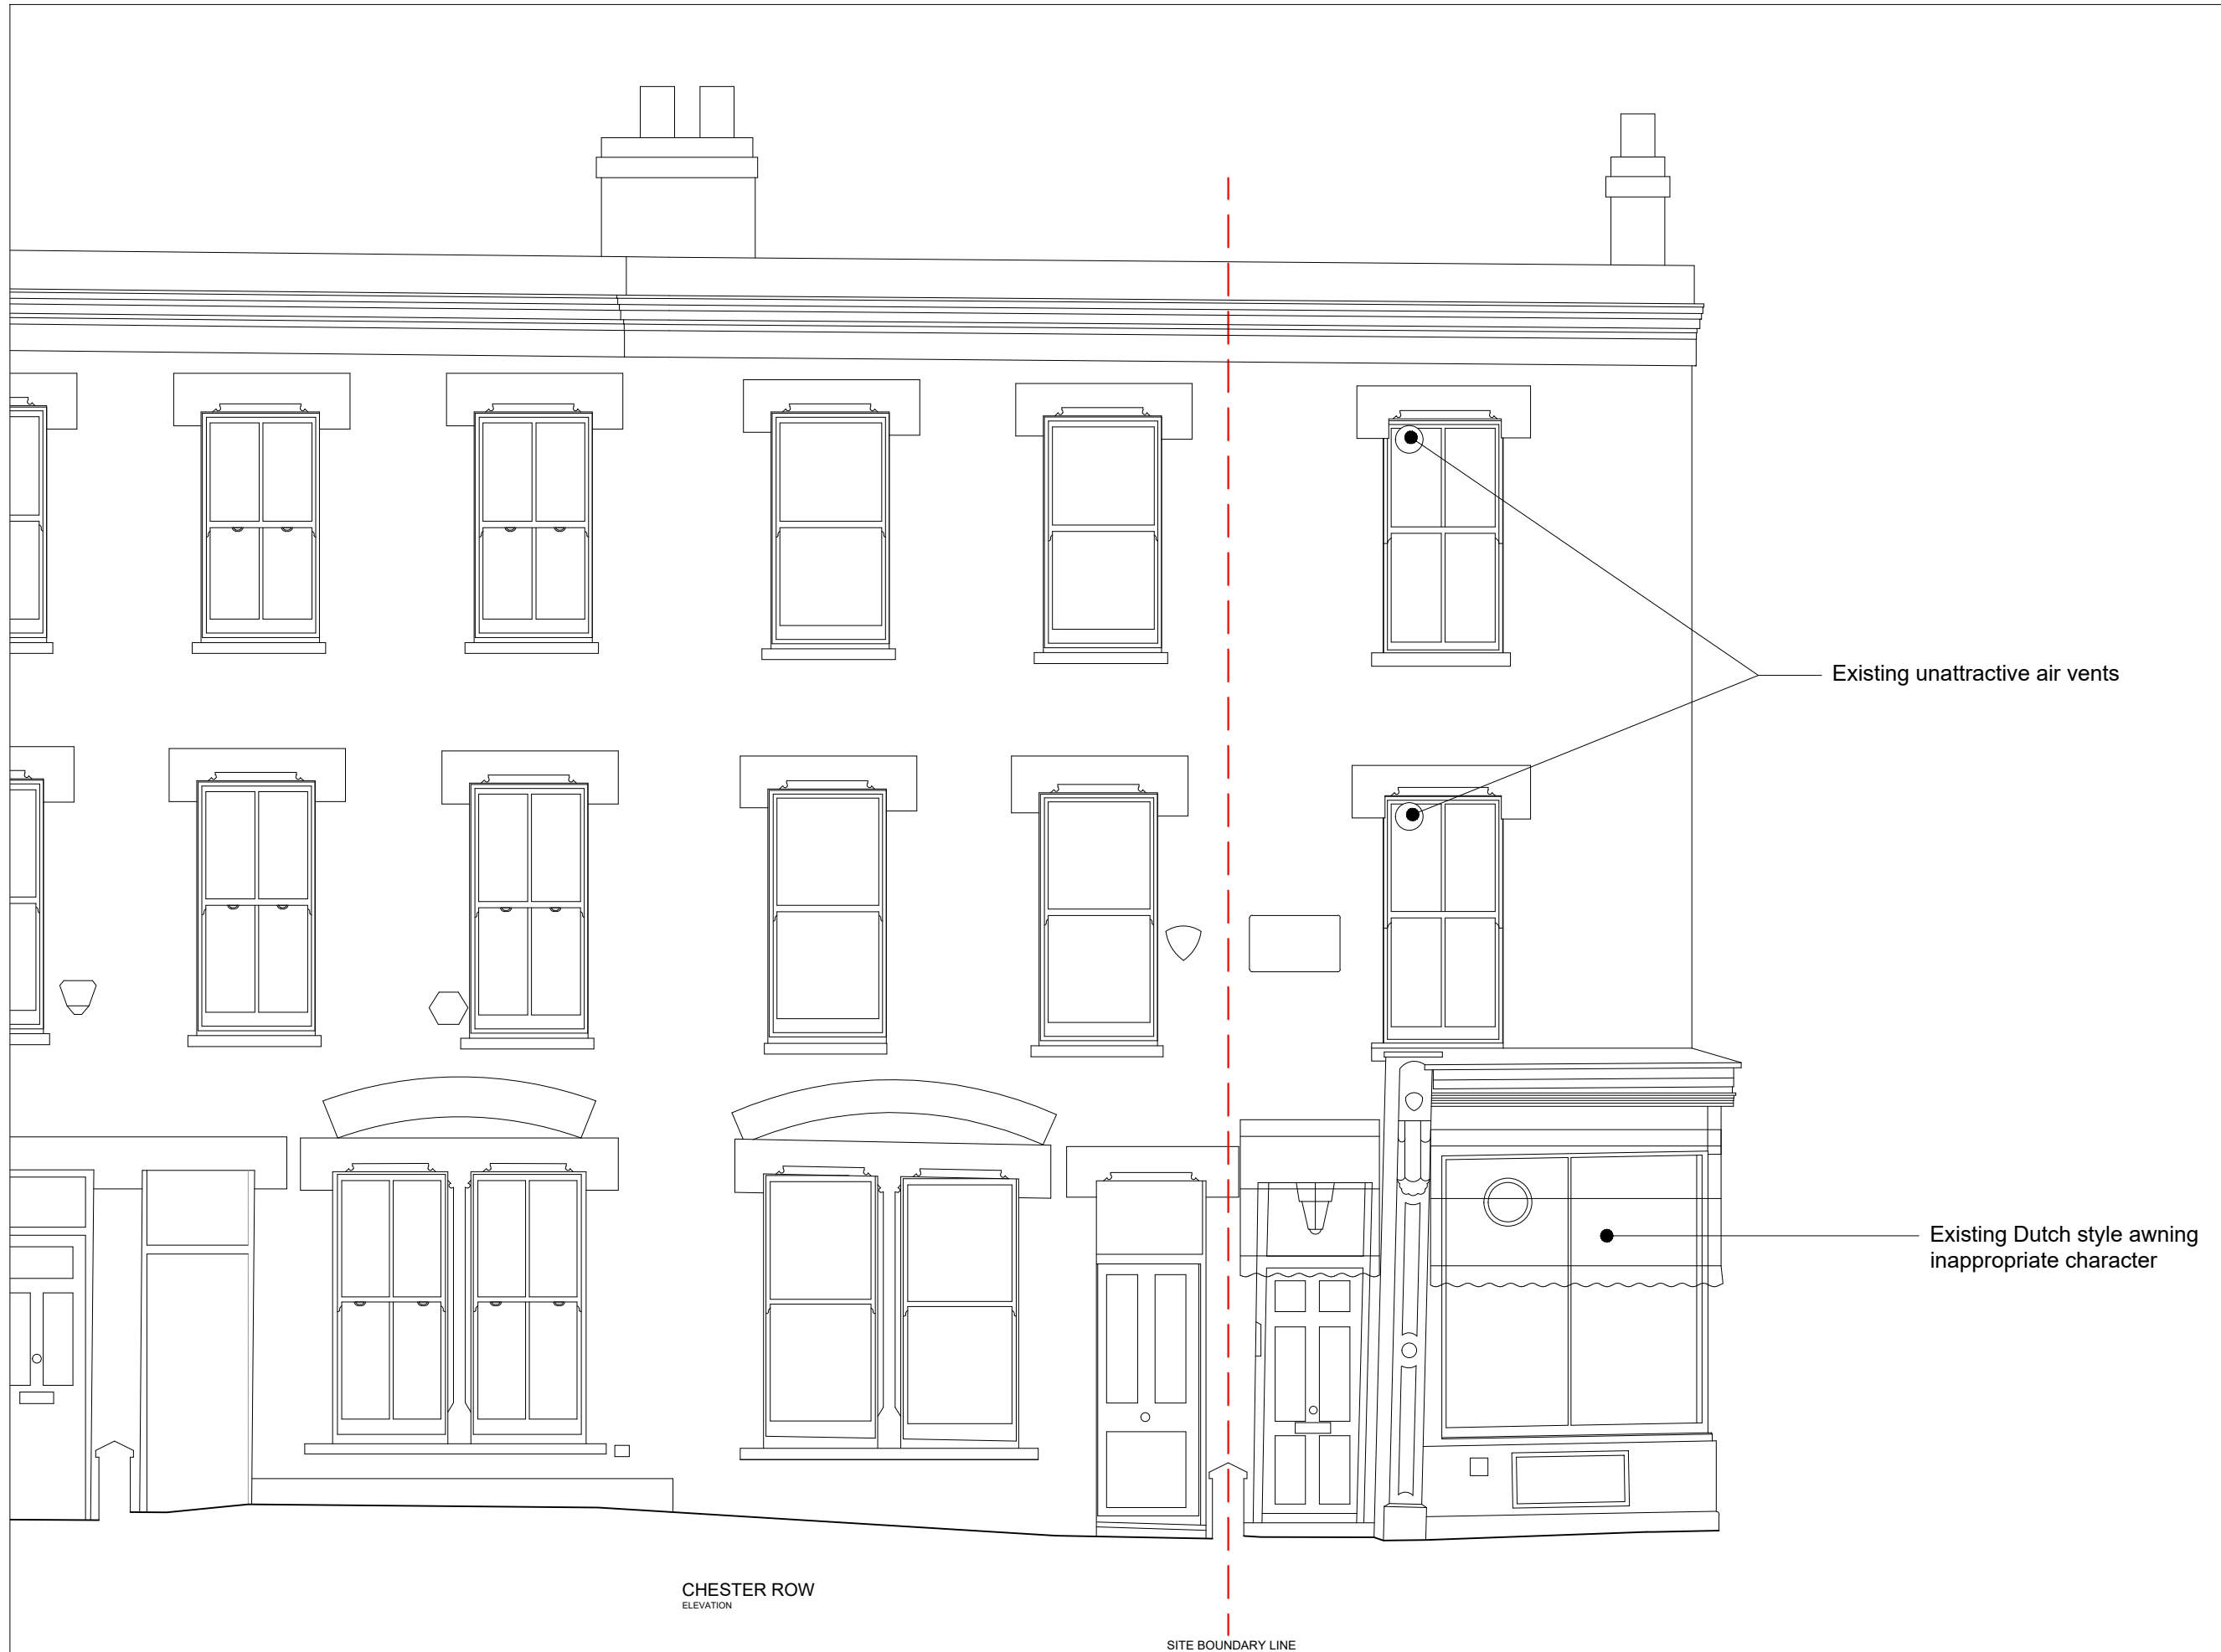 Existing unattractive air vents
Existing Dutch style awning
inappropriate character
CHESTER ROW
ELEVATION
SITE BOUNDARY LINE